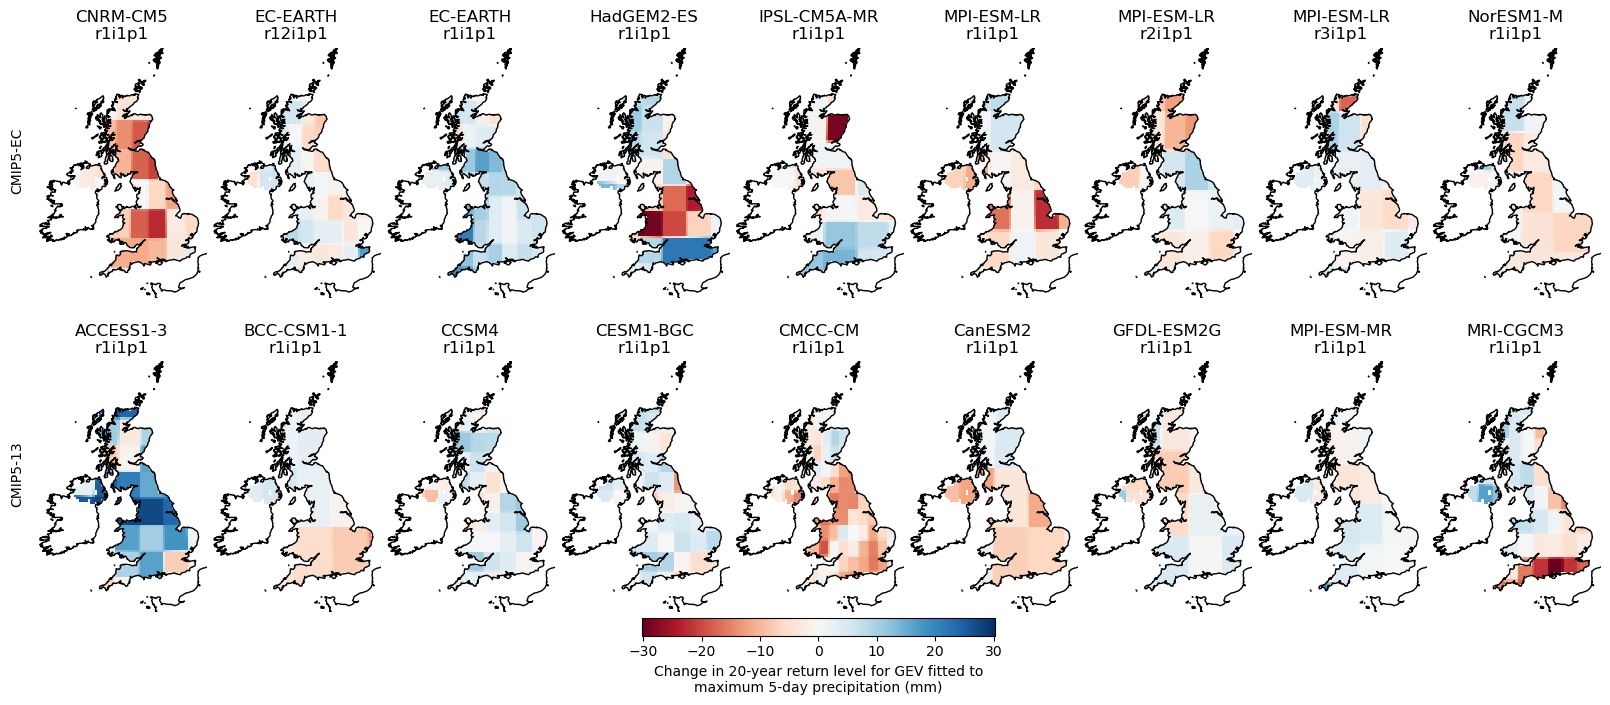 CNRM-CM5
r1i1p1
EC-EARTH
r12i1p1
EC-EARTH
r1i1p1
HadGEM2-ES
r1i1p1
IPSL-CM5A-MR
r1i1p1
MPI-ESM-LR
r1i1p1
MPI-ESM-LR
r2i1p1
MPI-ESM-LR
r3i1p1
NorESM1-M
r1i1p1
CMIP5-EC
ACCESS1-3
r1i1p1
BCC-CSM1-1
r1i1p1
CCSM4
r1i1p1
CESM1-BGC
r1i1p1
CMCC-CM
r1i1p1
CanESM2
r1i1p1
GFDL-ESM2G
r1i1p1
MPI-ESM-MR
r1i1p1
MRI-CGCM3
r1i1p1
CMIP5-13
−30 −20 −10 0 10 20 30
Change in 20-year return level for GEV fitted to
maximum 5-day precipitation (mm)